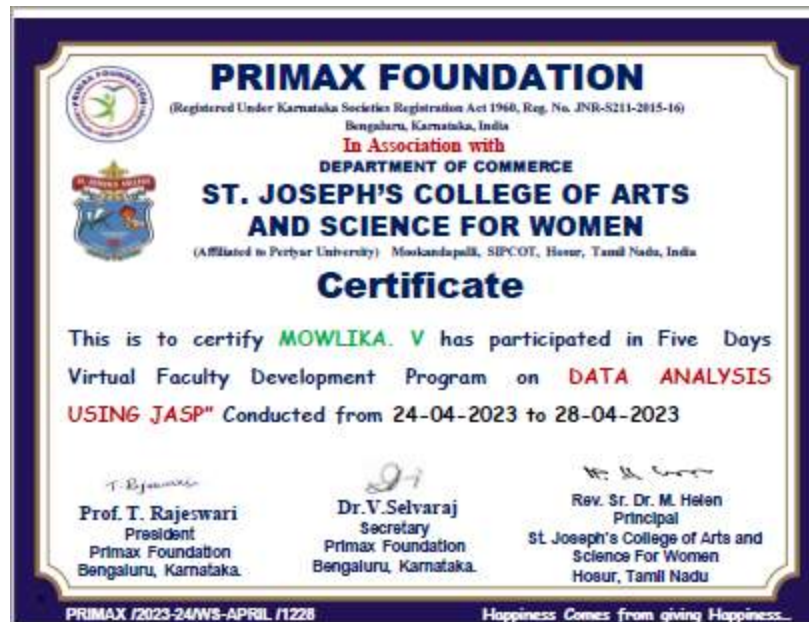 PRIMAX FOUNDATION
PRIMAX FOUNDATION
(Registered Under Karnataka Societies Registration Act 1960, Reg. No. JNR-S211-2015-16)
Bengaluru, Karnataka, India
In Association with
DEPARTMENT OF COMMERCE
ST. JOSEPH'S COLLEGE OF ARTS
AND SCIENCE FOR WOMEN
(Affiliated to Periyar University) Mookandapalli, SIPCOT, Hosur, Tamil Nadu, India
Certificate
This is to certify MOWLIKA. V has participated in Five Days
Virtual Faculty Development Program on DATA ANALYSIS
USING JASP" Conducted from 24-04-2023 to 28-04-2023
T. Rajeswari
Prof. T. Rajeswari
President
Primax Foundation
Bengaluru, Karnataka.
Dr.V.Selvaraj
Secretary
Primax Foundation
Bengaluru, Karnataka.
Rev. Sr. Dr. M. Helen
Principal
St. Joseph's College of Arts and
Science For Women
Hosur, Tamil Nadu
PRIMAX /2023-24/WS-APRIL /1228
Happiness Comes from giving Happiness...